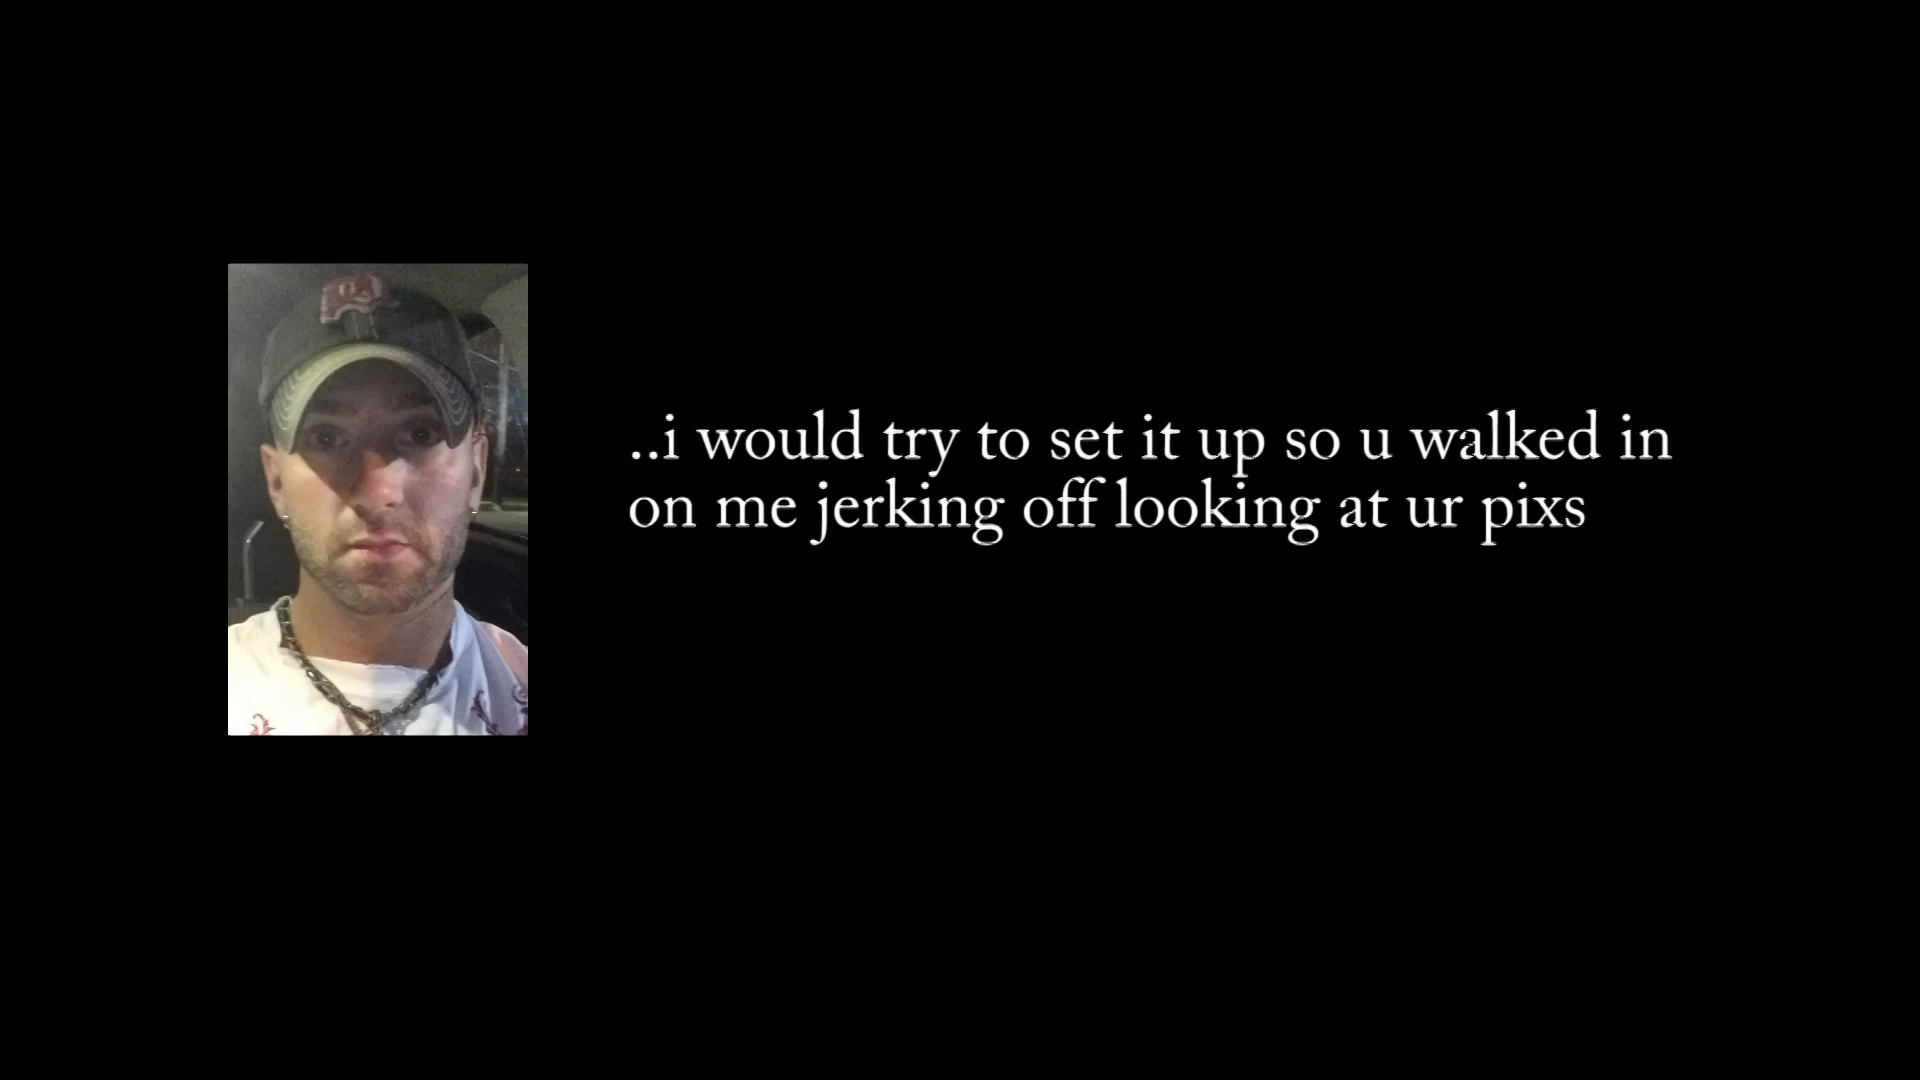 ..i would try to set it up so u walked in
on me jerking off looking at ur pixs